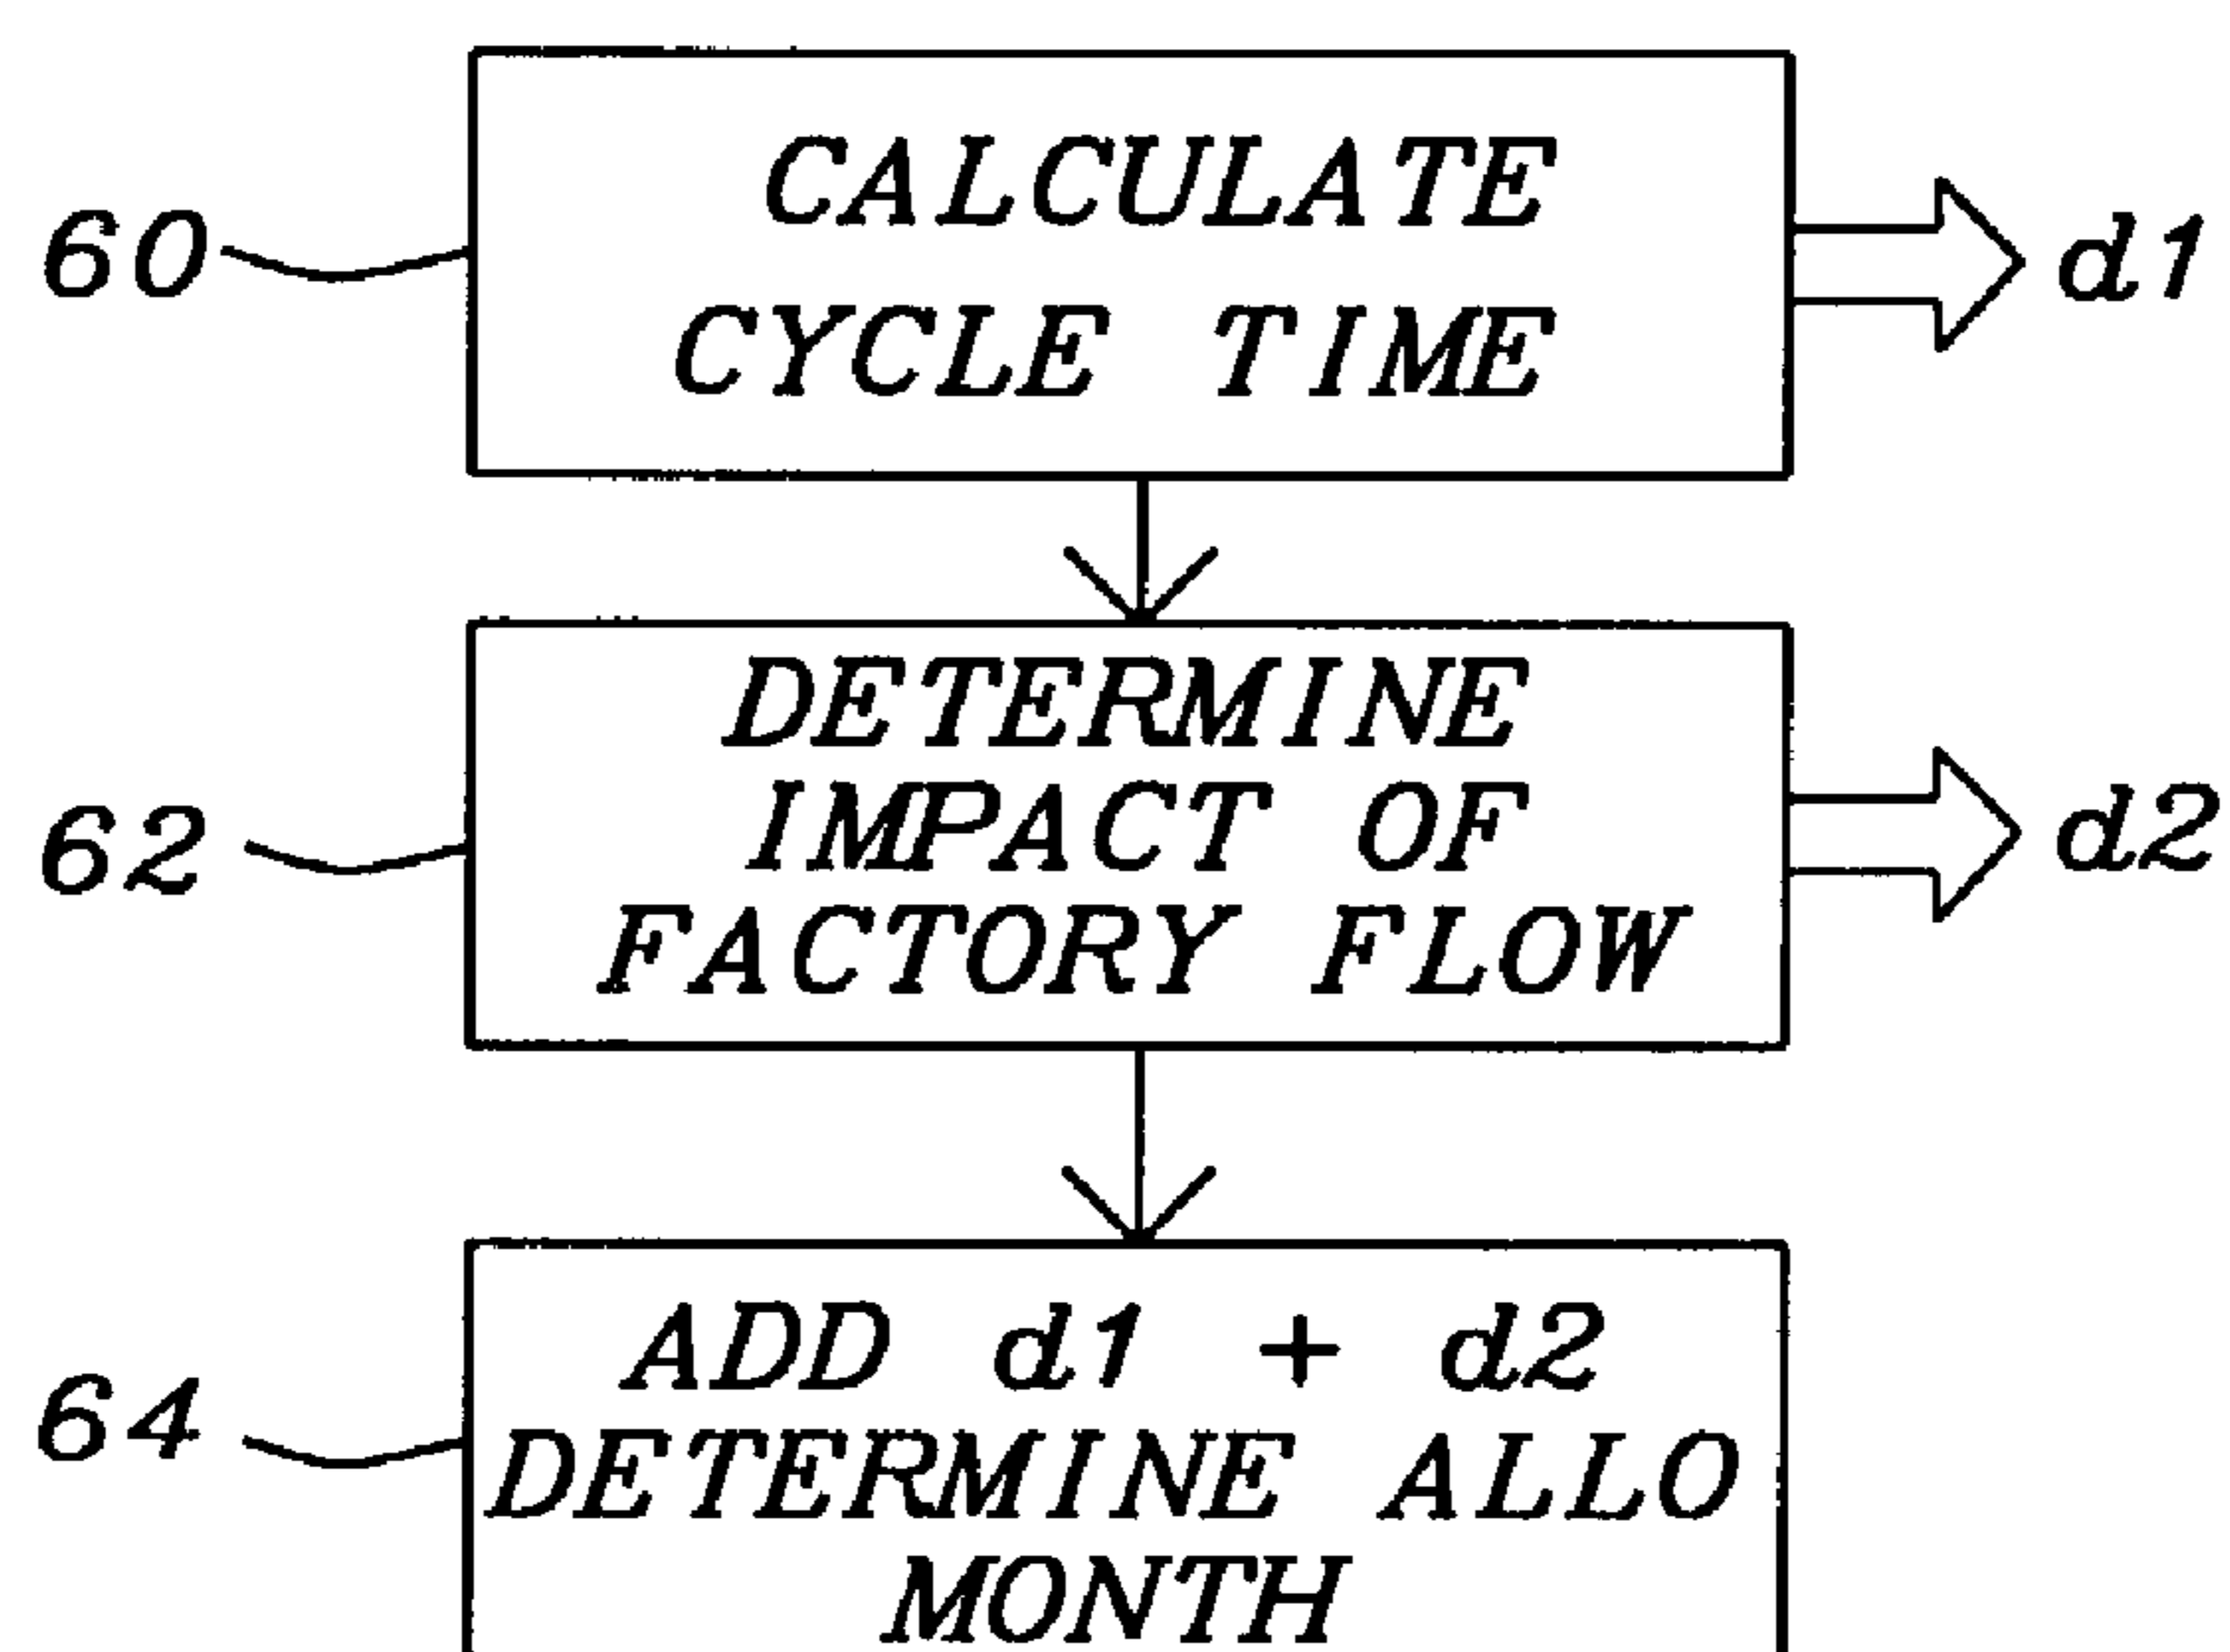 CALCULATE
CYCLE TIME
60
d1
DETERMINE
IMPACT OF
FACTORY FLOW
62
d2
ADD d1 + d2
DETERMINE ALLO
MONTH
64